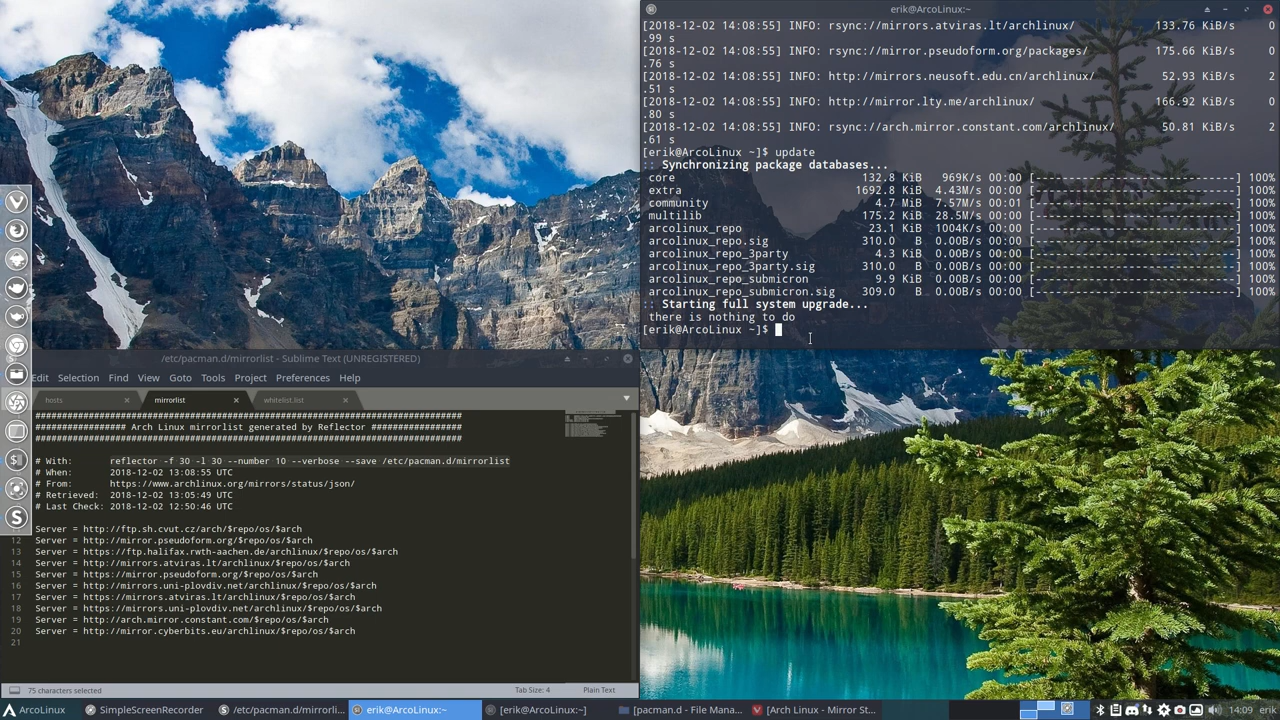 erik@ArcoLinux:~
[2018-12-02 14:08:55] INFO: rsync://mirrors.atviras.lt/archlinux/ 133.76 KiB/s 0
.99 s
[2018-12-02 14:08:55] INFO: rsync://mirror.pseudoform.org/packages/ 175.66 KiB/s 0
.76 s
[2018-12-02 14:08:55] INFO: http://mirrors.neusoft.edu.cn/archlinux/ 52.93 KiB/s 2
.51 s
[2018-12-02 14:08:55] INFO: http://mirror.lty.me/archlinux/ 166.92 KiB/s 0
.80 s
[2018-12-02 14:08:55] INFO: rsync://arch.mirror.constant.com/archlinux/ 50.81 KiB/s 2
.61 s
[erik@ArcoLinux ~]$ update
:: Synchronizing package databases...
core 132.8 KiB 969K/s 00:00 [----------------------------------] 100%
extra 1692.8 KiB 4.43M/s 00:00 [----------------------------------] 100%
community 4.7 MiB 7.57M/s 00:01 [----------------------------------] 100%
multilib 175.2 KiB 28.5M/s 00:00 [----------------------------------] 100%
arcolinux_repo 23.1 KiB 1004K/s 00:00 [----------------------------------] 100%
arcolinux_repo.sig 310.0 B 0.00B/s 00:00 [----------------------------------] 100%
arcolinux_repo_3party 4.3 KiB 0.00B/s 00:00 [----------------------------------] 100%
arcolinux_repo_3party.sig 310.0 B 0.00B/s 00:00 [----------------------------------] 100%
arcolinux_repo_submicron 9.9 KiB 0.00B/s 00:00 [----------------------------------] 100%
arcolinux_repo_submicron.sig 309.0 B 0.00B/s 00:00 [----------------------------------] 100%
:: Starting full system upgrade...
there is nothing to do
[erik@ArcoLinux ~]$
/etc/pacman.d/mirrorlist - Sublime Text (UNREGISTERED)
Edit Selection Find View Goto Tools Project Preferences Help
hosts mirrorlist whitelist.list
################################################################################
################# Arch Linux mirrorlist generated by Reflector #################
################################################################################
# With: reflector -f 30 -l 30 --number 10 --verbose --save /etc/pacman.d/mirrorlist
# When: 2018-12-02 13:08:55 UTC
# From: https://www.archlinux.org/mirrors/status/json/
# Retrieved: 2018-12-02 13:05:49 UTC
# Last Check: 2018-12-02 12:50:46 UTC
Server = http://ftp.sh.cvut.cz/arch/$repo/os/$arch
12 Server = http://mirror.pseudoform.org/$repo/os/$arch
13 Server = https://ftp.halifax.rwth-aachen.de/archlinux/$repo/os/$arch
14 Server = http://mirrors.atviras.lt/archlinux/$repo/os/$arch
15 Server = https://mirror.pseudoform.org/$repo/os/$arch
16 Server = http://mirrors.uni-plovdiv.net/archlinux/$repo/os/$arch
17 Server = https://mirrors.atviras.lt/archlinux/$repo/os/$arch
18 Server = https://mirrors.uni-plovdiv.net/archlinux/$repo/os/$arch
19 Server = http://arch.mirror.constant.com/$repo/os/$arch
20 Server = http://mirror.cyberbits.eu/archlinux/$repo/os/$arch
21
75 characters selected Tab Size: 4 Plain Text
ArcoLinux SimpleScreenRecorder /etc/pacman.d/mirrorli... erik@ArcoLinux:~ [erik@ArcoLinux:~] [pacman.d - File Mana... [Arch Linux - Mirror St... 14:09 erik